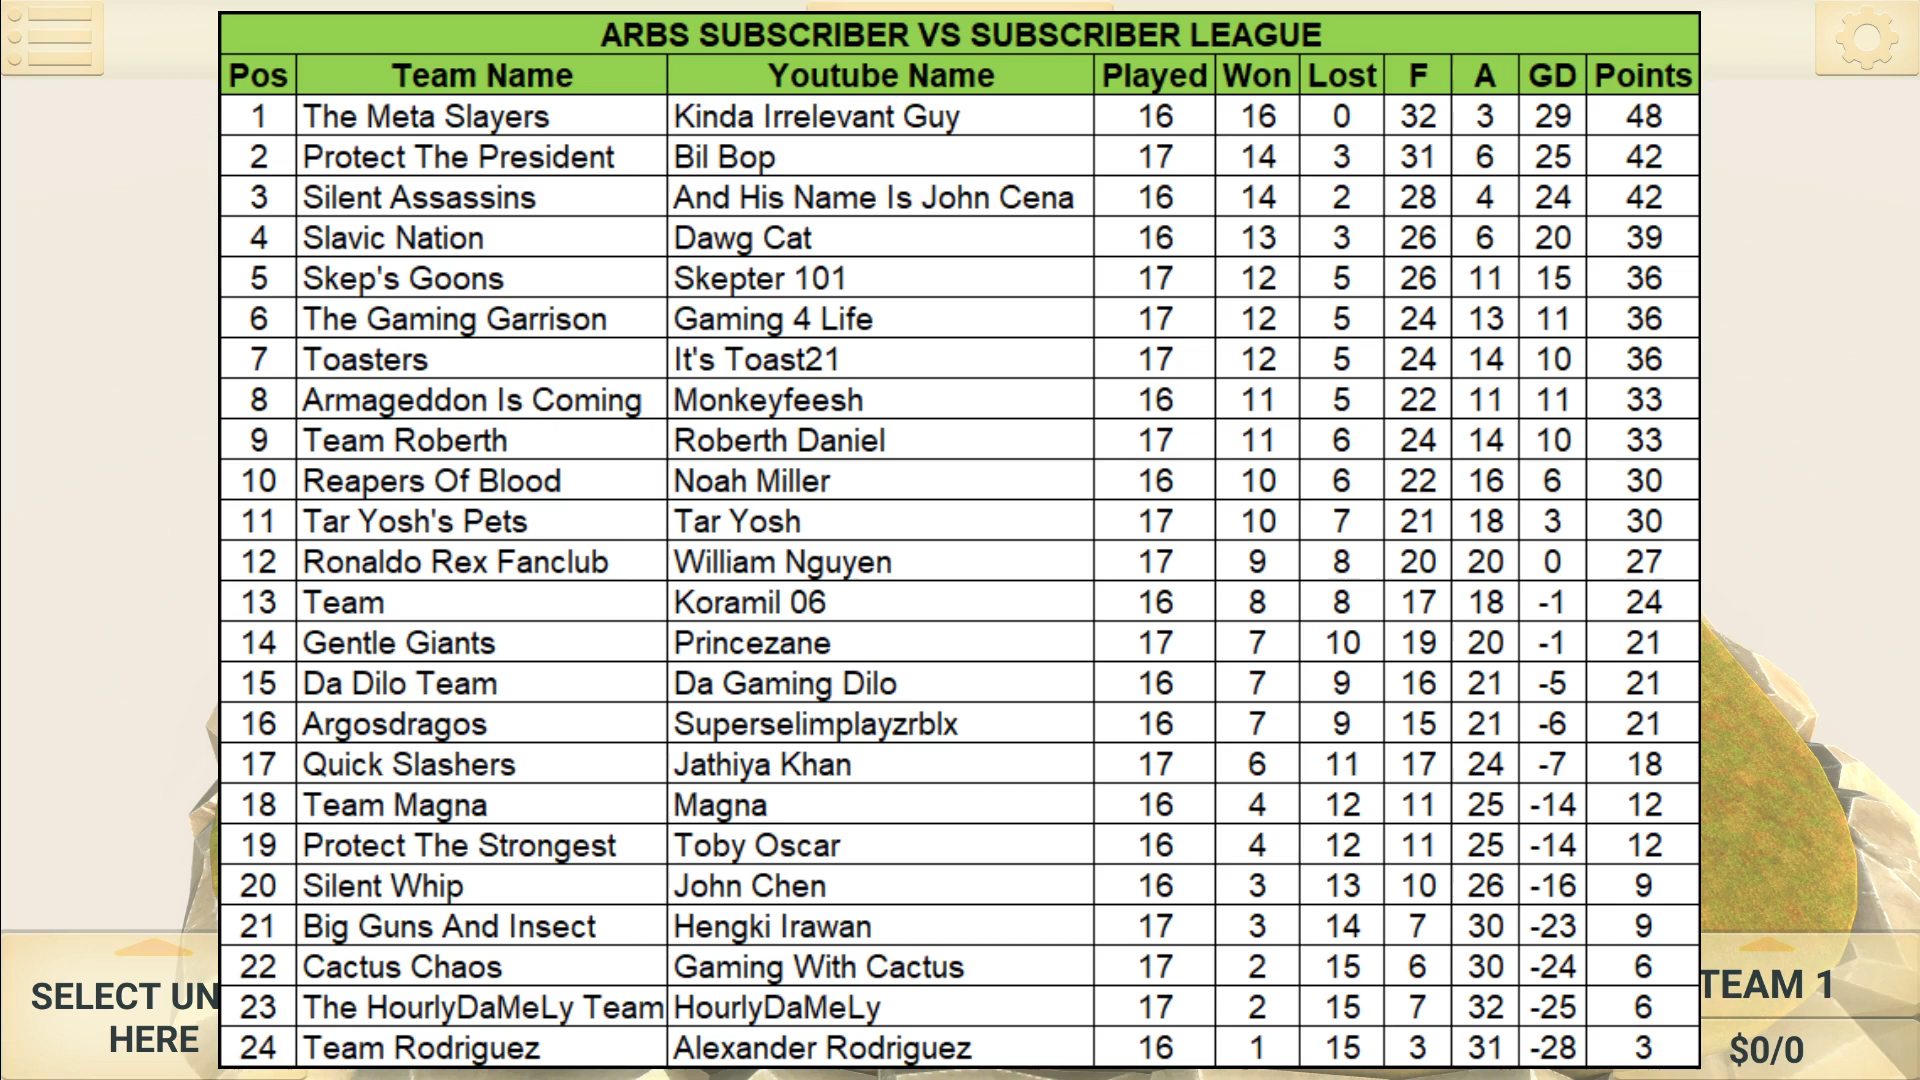 ARBS SUBSCRIBER VS SUBSCRIBER LEAGUE
Pos Team Name Youtube Name Played Won Lost F A GD Points
1 The Meta Slayers Kinda Irrelevant Guy 16 16 0 32 3 29 48
2 Protect The President Bil Bop 17 14 3 31 6 25 42
3 Silent Assassins And His Name Is John Cena 16 14 2 28 4 24 42
4 Slavic Nation Dawg Cat 16 13 3 26 6 20 39
5 Skep's Goons Skepter 101 17 12 5 26 11 15 36
6 The Gaming Garrison Gaming 4 Life 17 12 5 24 13 11 36
7 Toasters It's Toast21 17 12 5 24 14 10 36
8 Armageddon Is Coming Monkeyfeesh 16 11 5 22 11 11 33
9 Team Roberth Roberth Daniel 17 11 6 24 14 10 33
10 Reapers Of Blood Noah Miller 16 10 6 22 16 6 30
11 Tar Yosh's Pets Tar Yosh 17 10 7 21 18 3 30
12 Ronaldo Rex Fanclub William Nguyen 17 9 8 20 20 0 27
13 Team Koramil 06 16 8 8 17 18 -1 24
14 Gentle Giants Princezane 17 7 10 19 20 -1 21
15 Da Dilo Team Da Gaming Dilo 16 7 9 16 21 -5 21
16 Argosdragos Superselimplayzrblx 16 7 9 15 21 -6 21
17 Quick Slashers Jathiya Khan 17 6 11 17 24 -7 18
18 Team Magna Magna 16 4 12 11 25 -14 12
19 Protect The Strongest Toby Oscar 16 4 12 11 25 -14 12
20 Silent Whip John Chen 16 3 13 10 26 -16 9
21 Big Guns And Insect Hengki Irawan 17 3 14 7 30 -23 9
22 Cactus Chaos Gaming With Cactus 17 2 15 6 30 -24 6
23 The HourlyDaMeLy Team HourlyDaMeLy 17 2 15 7 32 -25 6
24 Team Rodriguez Alexander Rodriguez 16 1 15 3 31 -28 3
SELECT UN
HERE
TEAM 1
$0/0